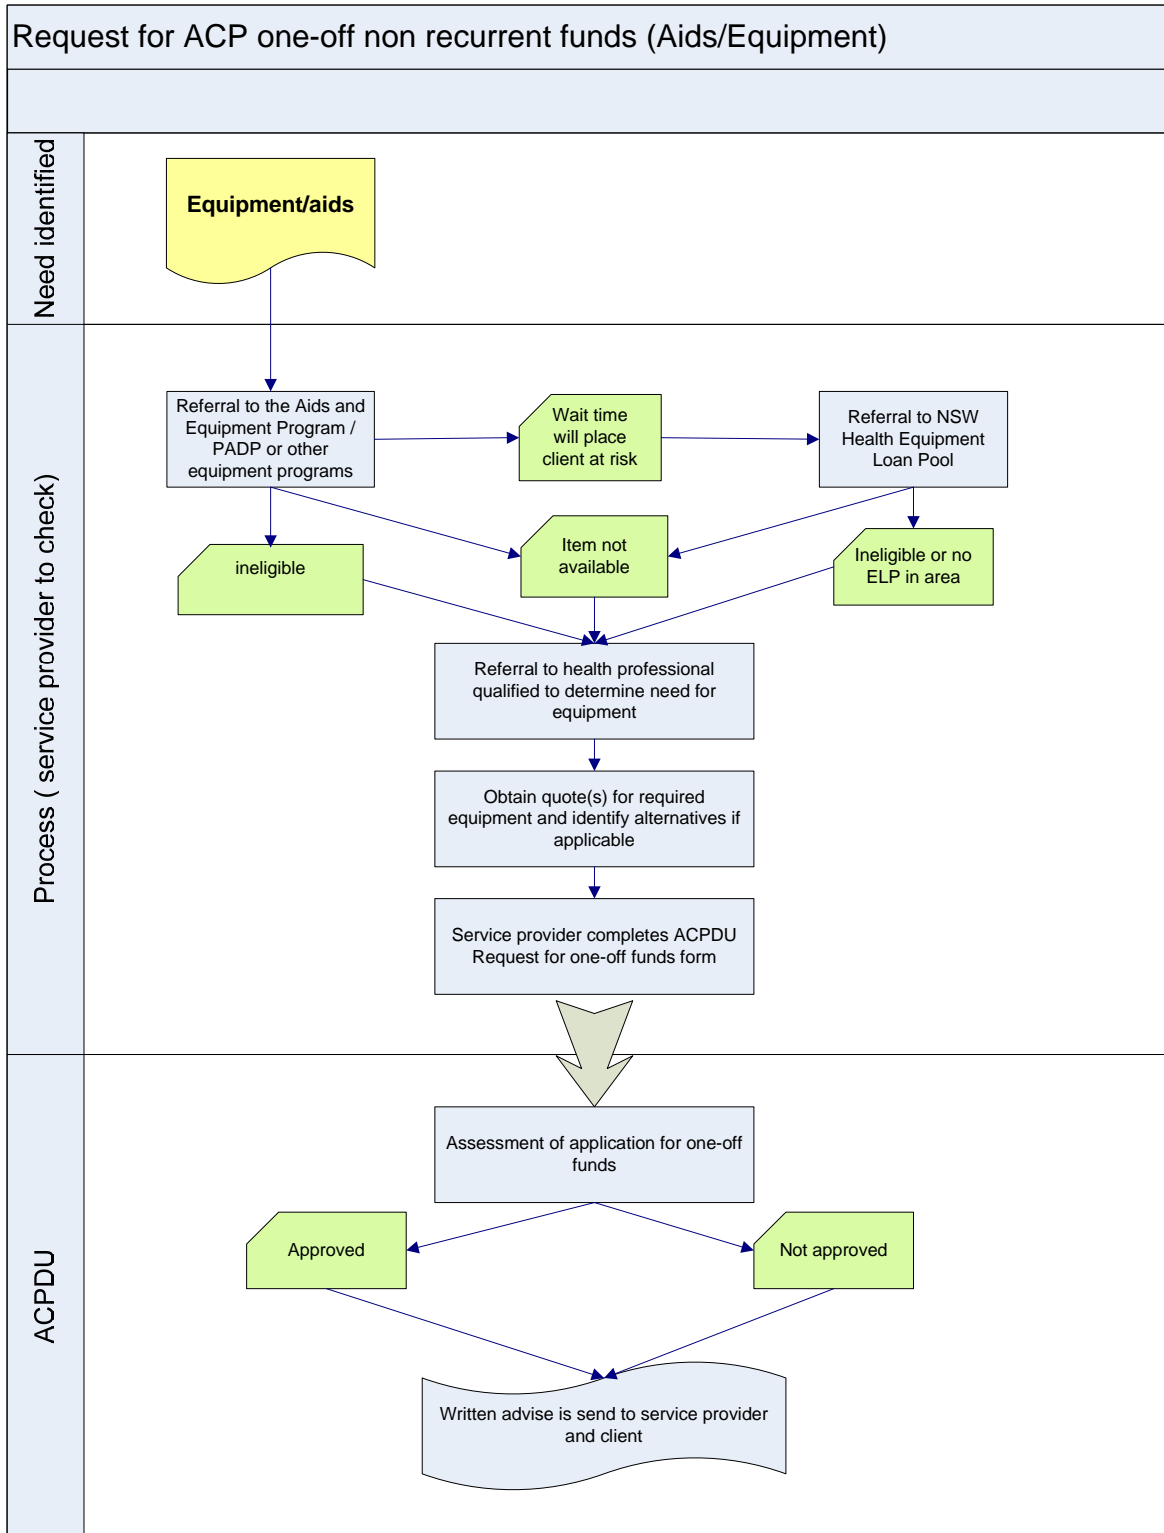 Request for ACP one-off non recurrent funds (Aids/Equipment)
Need identified
Equipment/aids
Process ( service provider to check)
Referral to the Aids and
Equipment Program /
PADP or other
equipment programs
Wait time
will place
client at risk
Referral to NSW
Health Equipment
Loan Pool
ineligible
Item not
available
Ineligible or no
ELP in area
Referral to health professional
qualified to determine need for
equipment
Obtain quote(s) for required
equipment and identify alternatives if
applicable
Service provider completes ACPDU
Request for one-off funds form
ACPDU
Assessment of application for one-off
funds
Approved
Not approved
Written advise is send to service provider
and client